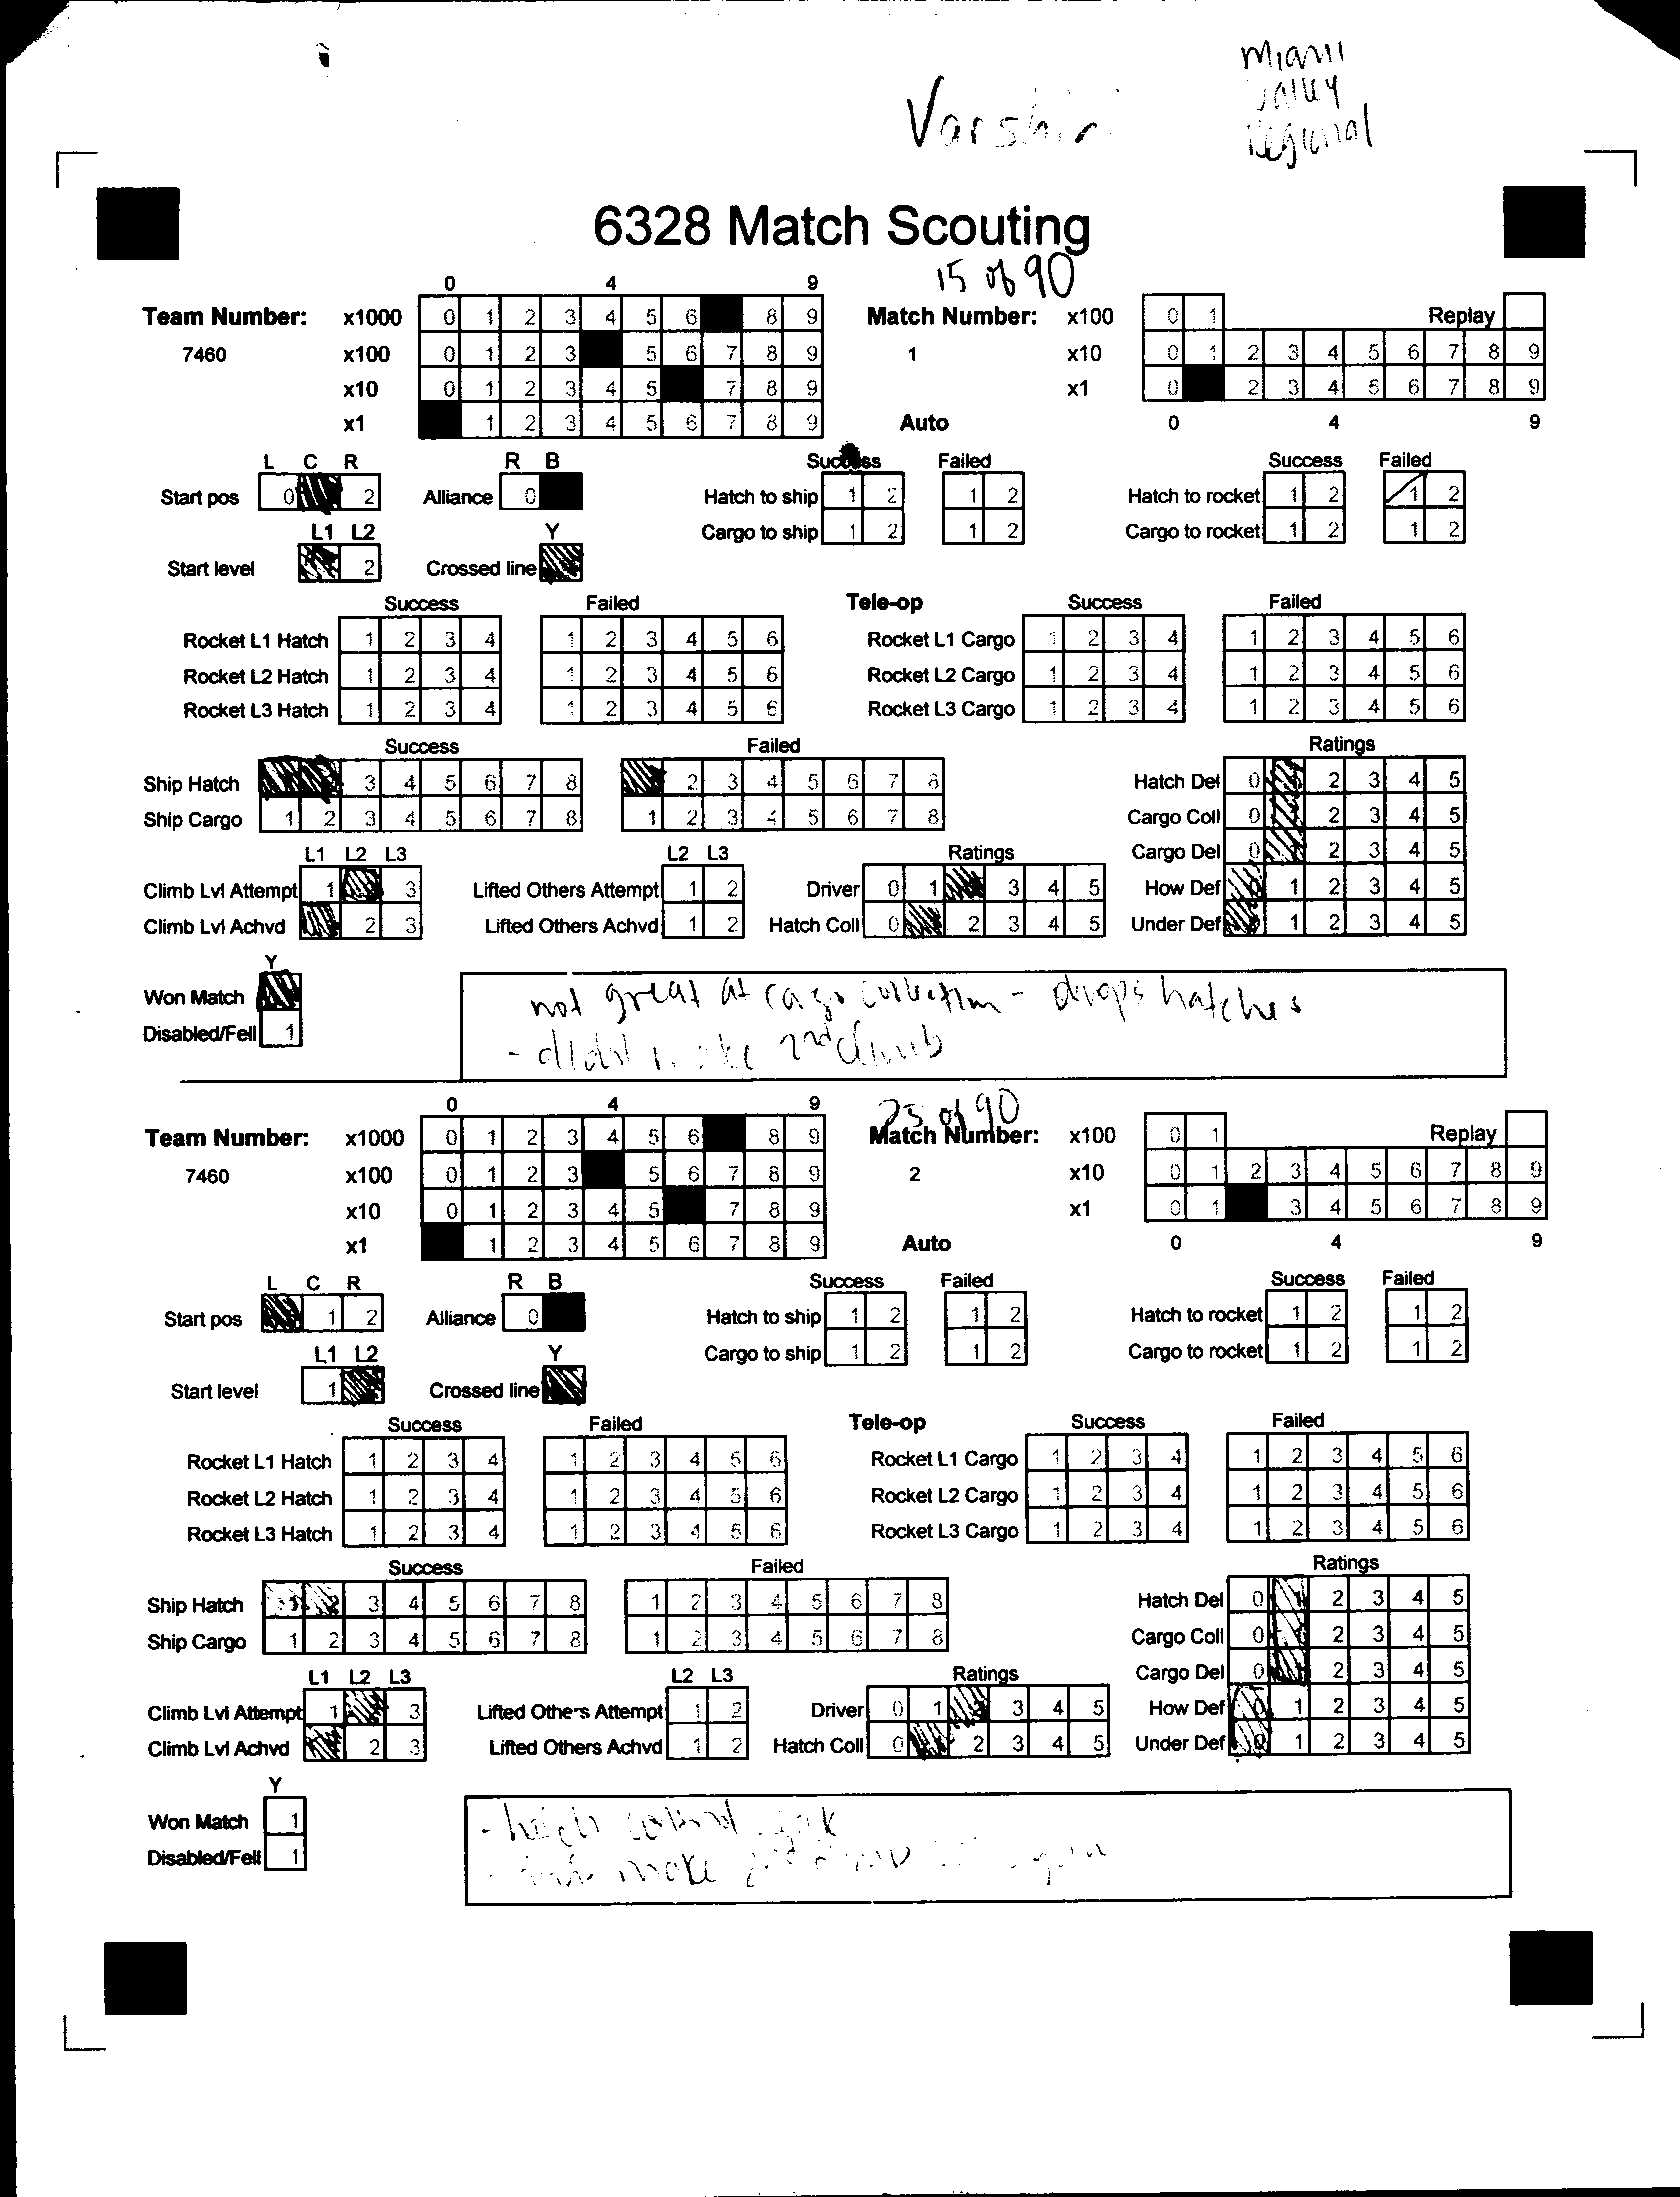 Miami
Valley
Regional
Varshini
6328 Match Scouting
15 of 90
0 4 9
Team Number: x1000 0 1 2 3 4 5 6 8 9 Match Number: x100 0 1 Replay
7460 x100 0 1 2 3 5 6 7 8 9 1 x10 0 1 2 3 4 5 6 7 8 9
x10 0 1 2 3 4 5 7 8 9 x1 0 2 3 4 5 6 7 8 9
x1 1 2 3 4 5 6 7 8 9 Auto 0 4 9
L C R R B Success Failed Success Failed
Start pos 0 2 Alliance 0 Hatch to ship 1 2 1 2 Hatch to rocket 1 2 1 2
L1 L2 Y Cargo to ship 1 2 1 2 Cargo to rocket 1 2 1 2
Start level 2 Crossed line
Success Failed Tele-op Success Failed
Rocket L1 Hatch 1 2 3 4 1 2 3 4 5 6 Rocket L1 Cargo 1 2 3 4 1 2 3 4 5 6
Rocket L2 Hatch 1 2 3 4 1 2 3 4 5 6 Rocket L2 Cargo 1 2 3 4 1 2 3 4 5 6
Rocket L3 Hatch 1 2 3 4 1 2 3 4 5 6 Rocket L3 Cargo 1 2 3 4 1 2 3 4 5 6
Success Failed Ratings
Ship Hatch 3 4 5 6 7 8 2 3 4 5 6 7 8 Hatch Del 0 2 3 4 5
Ship Cargo 1 2 3 4 5 6 7 8 1 2 3 4 5 6 7 8 Cargo Coll 0 2 3 4 5
L1 L2 L3 L2 L3 Ratings Cargo Del 0 2 3 4 5
Climb Lvl Attempt 1 3 Lifted Others Attempt 1 2 Driver 0 1 3 4 5 How Def 1 2 3 4 5
Climb Lvl Achvd 2 3 Lifted Others Achvd 1 2 Hatch Coll 0 2 3 4 5 Under Def 1 2 3 4 5
Y
Won Match
Disabled/Fell 1
not great at cargo collection - drops hatches
- didn't make 2nd climb
0 4 9 25 of 90
Team Number: x1000 0 1 2 3 4 5 6 8 9 Match Number: x100 0 1 Replay
7460 x100 0 1 2 3 5 6 7 8 9 2 x10 0 1 2 3 4 5 6 7 8 9
x10 0 1 2 3 4 5 7 8 9 x1 0 1 3 4 5 6 7 8 9
x1 1 2 3 4 5 6 7 8 9 Auto 0 4 9
L C R R B Success Failed Success Failed
Start pos 1 2 Alliance 0 Hatch to ship 1 2 1 2 Hatch to rocket 1 2 1 2
L1 L2 Y Cargo to ship 1 2 1 2 Cargo to rocket 1 2 1 2
Start level 1 Crossed line
Success Failed Tele-op Success Failed
Rocket L1 Hatch 1 2 3 4 1 2 3 4 5 6 Rocket L1 Cargo 1 2 3 4 1 2 3 4 5 6
Rocket L2 Hatch 1 2 3 4 1 2 3 4 5 6 Rocket L2 Cargo 1 2 3 4 1 2 3 4 5 6
Rocket L3 Hatch 1 2 3 4 1 2 3 4 5 6 Rocket L3 Cargo 1 2 3 4 1 2 3 4 5 6
Success Failed Ratings
Ship Hatch 3 4 5 6 7 8 1 2 3 4 5 6 7 8 Hatch Del 0 2 3 4 5
Ship Cargo 1 2 3 4 5 6 7 8 1 2 3 4 5 6 7 8 Cargo Coll 0 2 3 4 5
L1 L2 L3 L2 L3 Ratings Cargo Del 0 2 3 4 5
Climb Lvl Attempt 1 3 Lifted Others Attempt 1 2 Driver 0 1 3 4 5 How Def 1 2 3 4 5
Climb Lvl Achvd 2 3 Lifted Others Achvd 1 2 Hatch Coll 0 2 3 4 5 Under Def 1 2 3 4 5
Y
Won Match 1
Disabled/Fell 1
- hatch
make